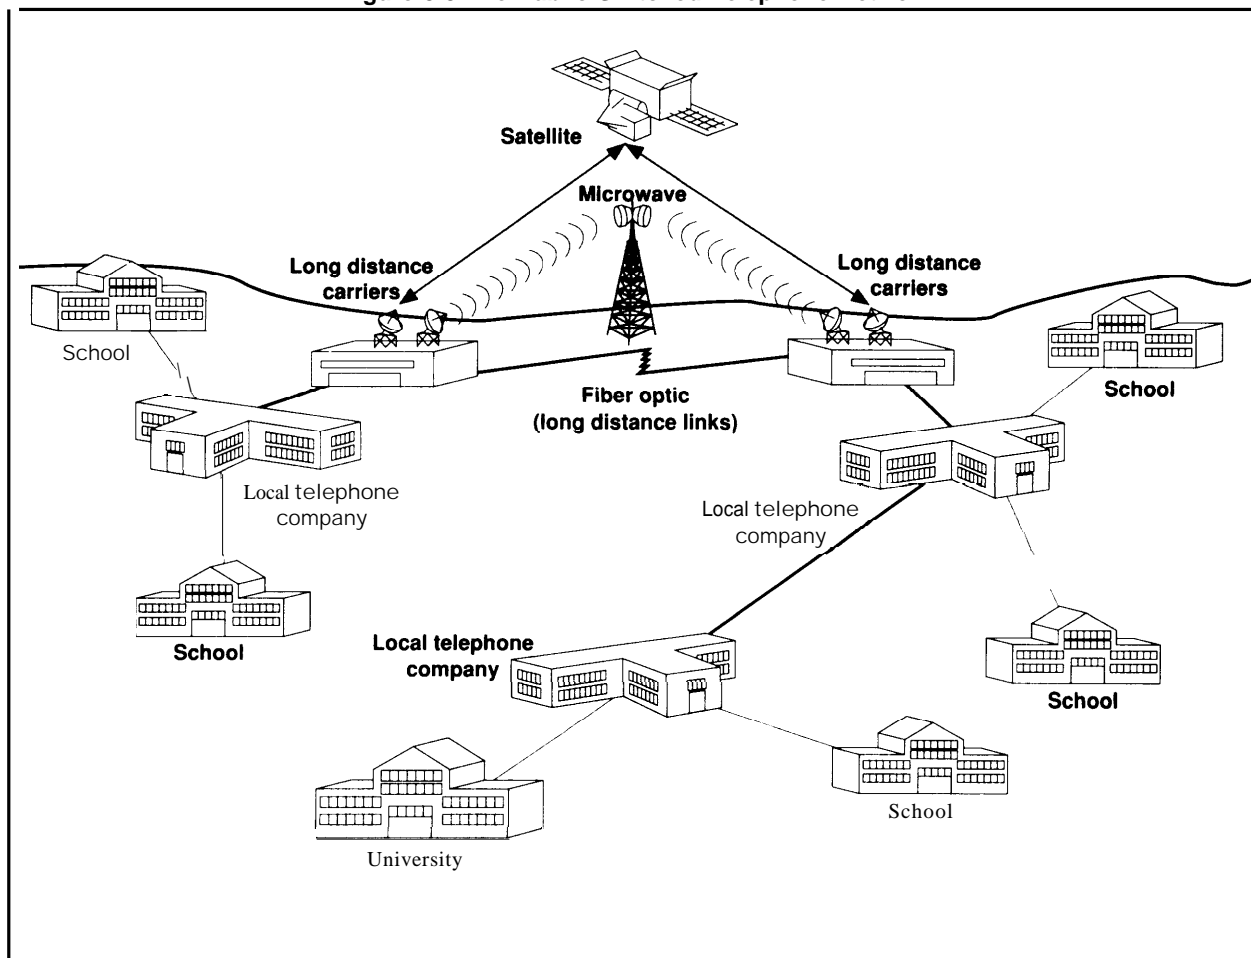 Satellite
Microwave
Long distance
carriers
Long distance
carriers
School
School
Fiber optic
(long distance links)
Local telephone
company
Local telephone
company
School
Local telephone
company
School
School
University